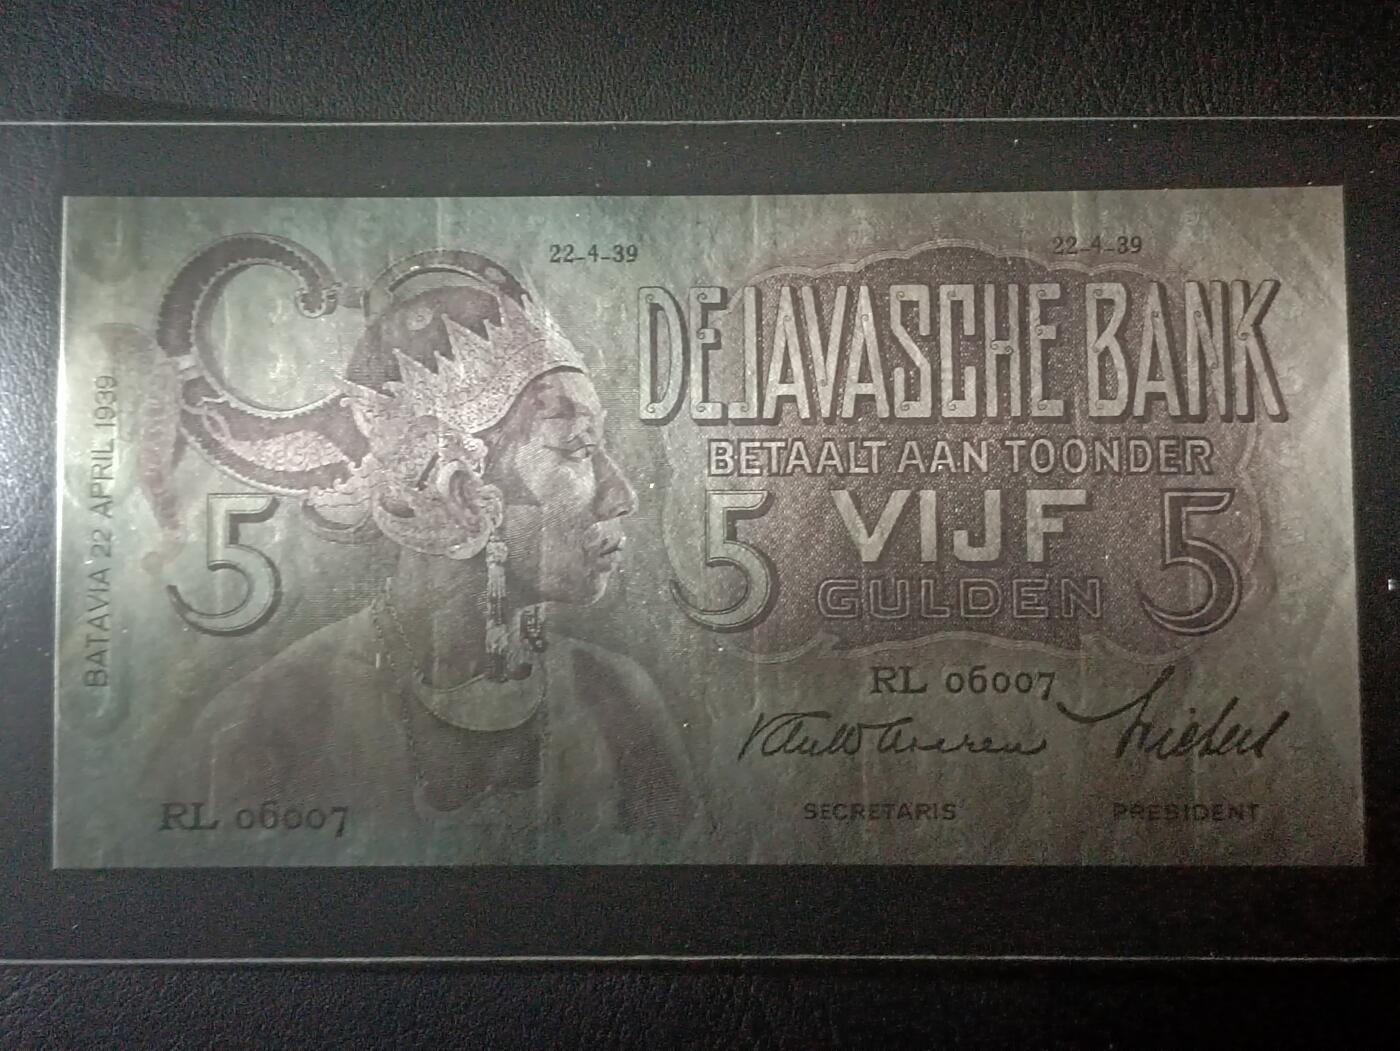 22-4-39
22-4-39
DE JAVASCHE BANK
BETAALT AAN TOONDER
5
5 VIJF 5
GULDEN
BATAVIA 22 APRIL 1939
RL 06007
SECRETARIS
PRESIDENT
RL 06007